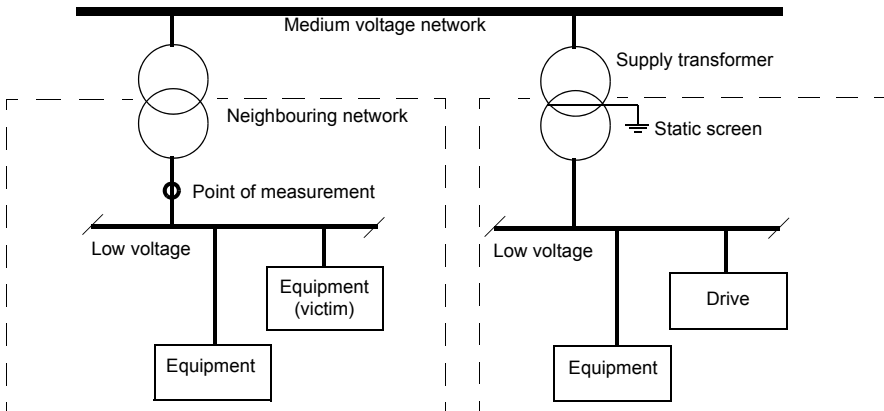 Medium voltage network
Supply transformer
Neighbouring network
Static screen
Point of measurement
Low voltage
Low voltage
Equipment
(victim)
Drive
Equipment
Equipment